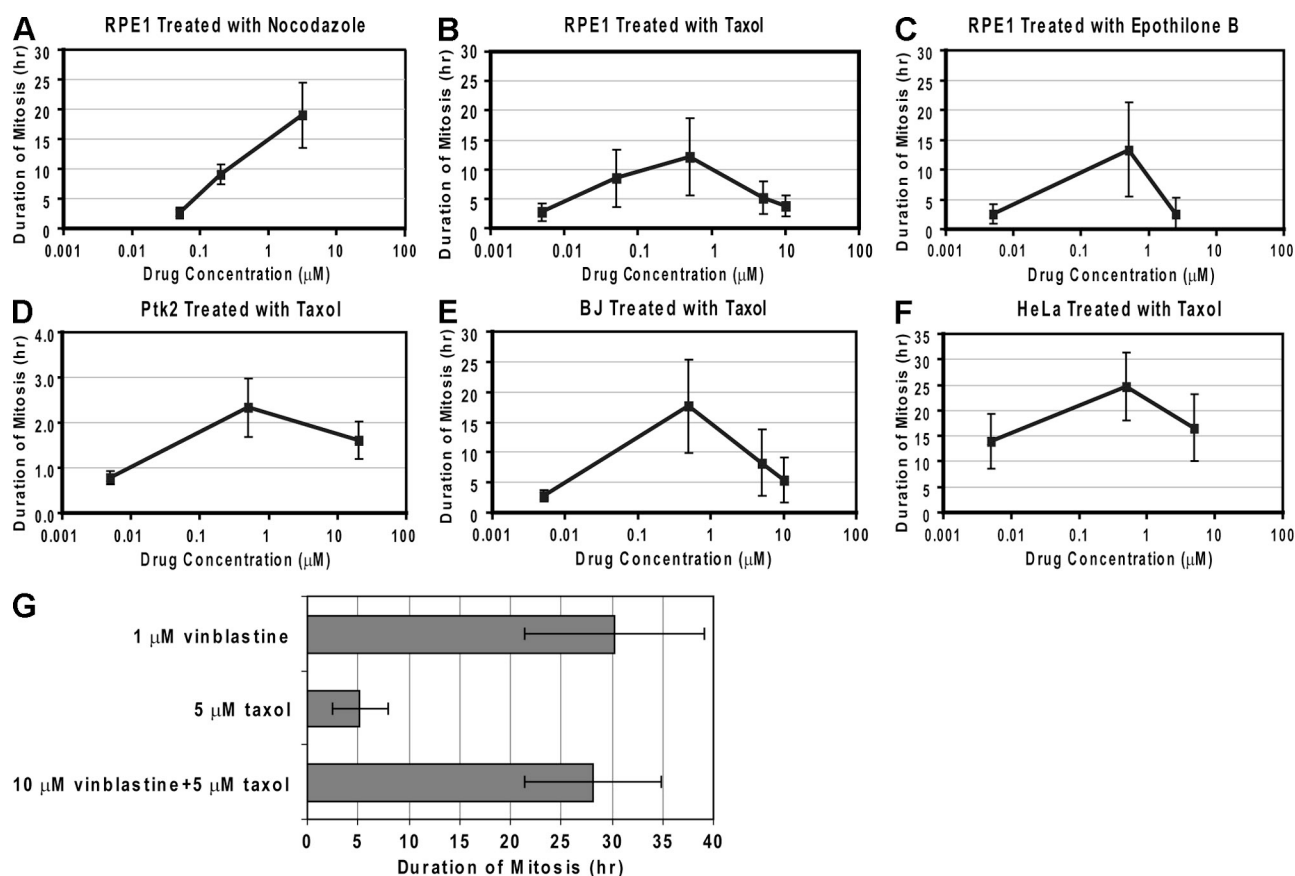 A
RPE1 Treated with Nocodazole
Duration of Mitosis (hr)
30
25
20
15
10
5
0
0.001
0.01
0.1
1
10
100
Drug Concentration (μM)
B
RPE1 Treated with Taxol
Duration of Mitosis (hr)
30
25
20
15
10
5
0
0.001
0.01
0.1
1
10
100
Drug Concentration (μM)
C
RPE1 Treated with Epothilone B
Duration of Mitosis (hr)
30
25
20
15
10
5
0
0.001
0.01
0.1
1
10
100
Drug Concentration (μM)
D
Ptk2 Treated with Taxol
Duration of Mitosis (hr)
4.0
3.0
2.0
1.0
0.0
0.001
0.01
0.1
1
10
100
Drug Concentration (μM)
E
BJ Treated with Taxol
Duration of Mitosis (hr)
30
25
20
15
10
5
0
0.001
0.01
0.1
1
10
100
Drug Concentration (μM)
F
HeLa Treated with Taxol
Duration of Mitosis (hr)
35
30
25
20
15
10
5
0
0.001
0.01
0.1
1
10
100
Drug Concentration (μM)
G
1 μM vinblastine
5 μM taxol
10 μM vinblastine+5 μM taxol
0
5
10
15
20
25
30
35
40
Duration of Mitosis (hr)